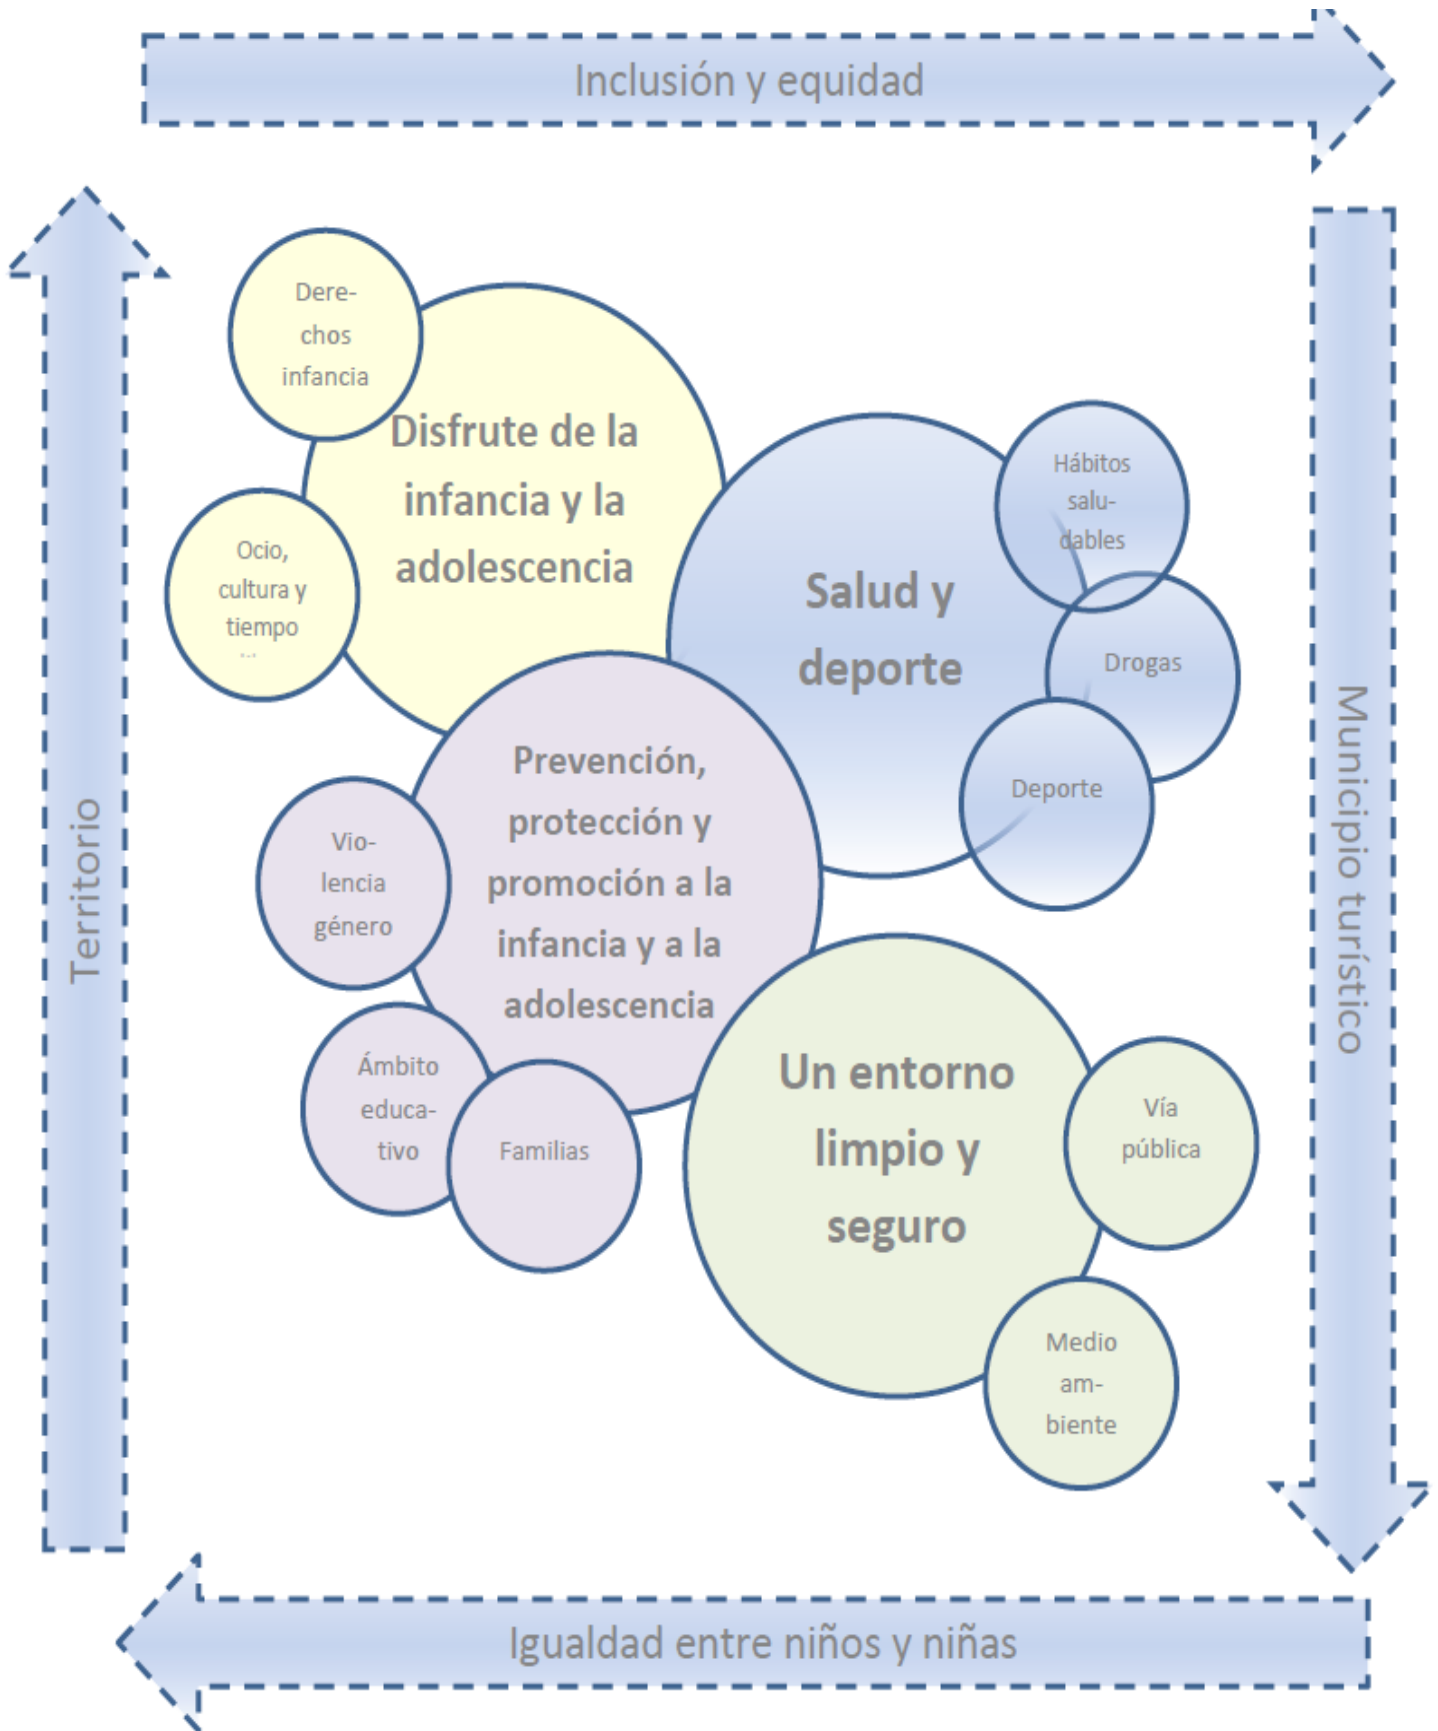 Inclusión y equidad
Territorio
Dere-
chos
infancia
Disfrute de la
infancia y la
adolescencia
Ocio,
cultura y
tiempo
Hábitos
salu-
dables
Salud y
deporte
Drogas
Deporte
Prevención,
protección y
promoción a la
infancia y a la
adolescencia
Vio-
lencia
género
Ámbito
educa-
tivo
Familias
Un entorno
limpio y
seguro
Vía
pública
Medio
am-
biente
Municipio turístico
Igualdad entre niños y niñas